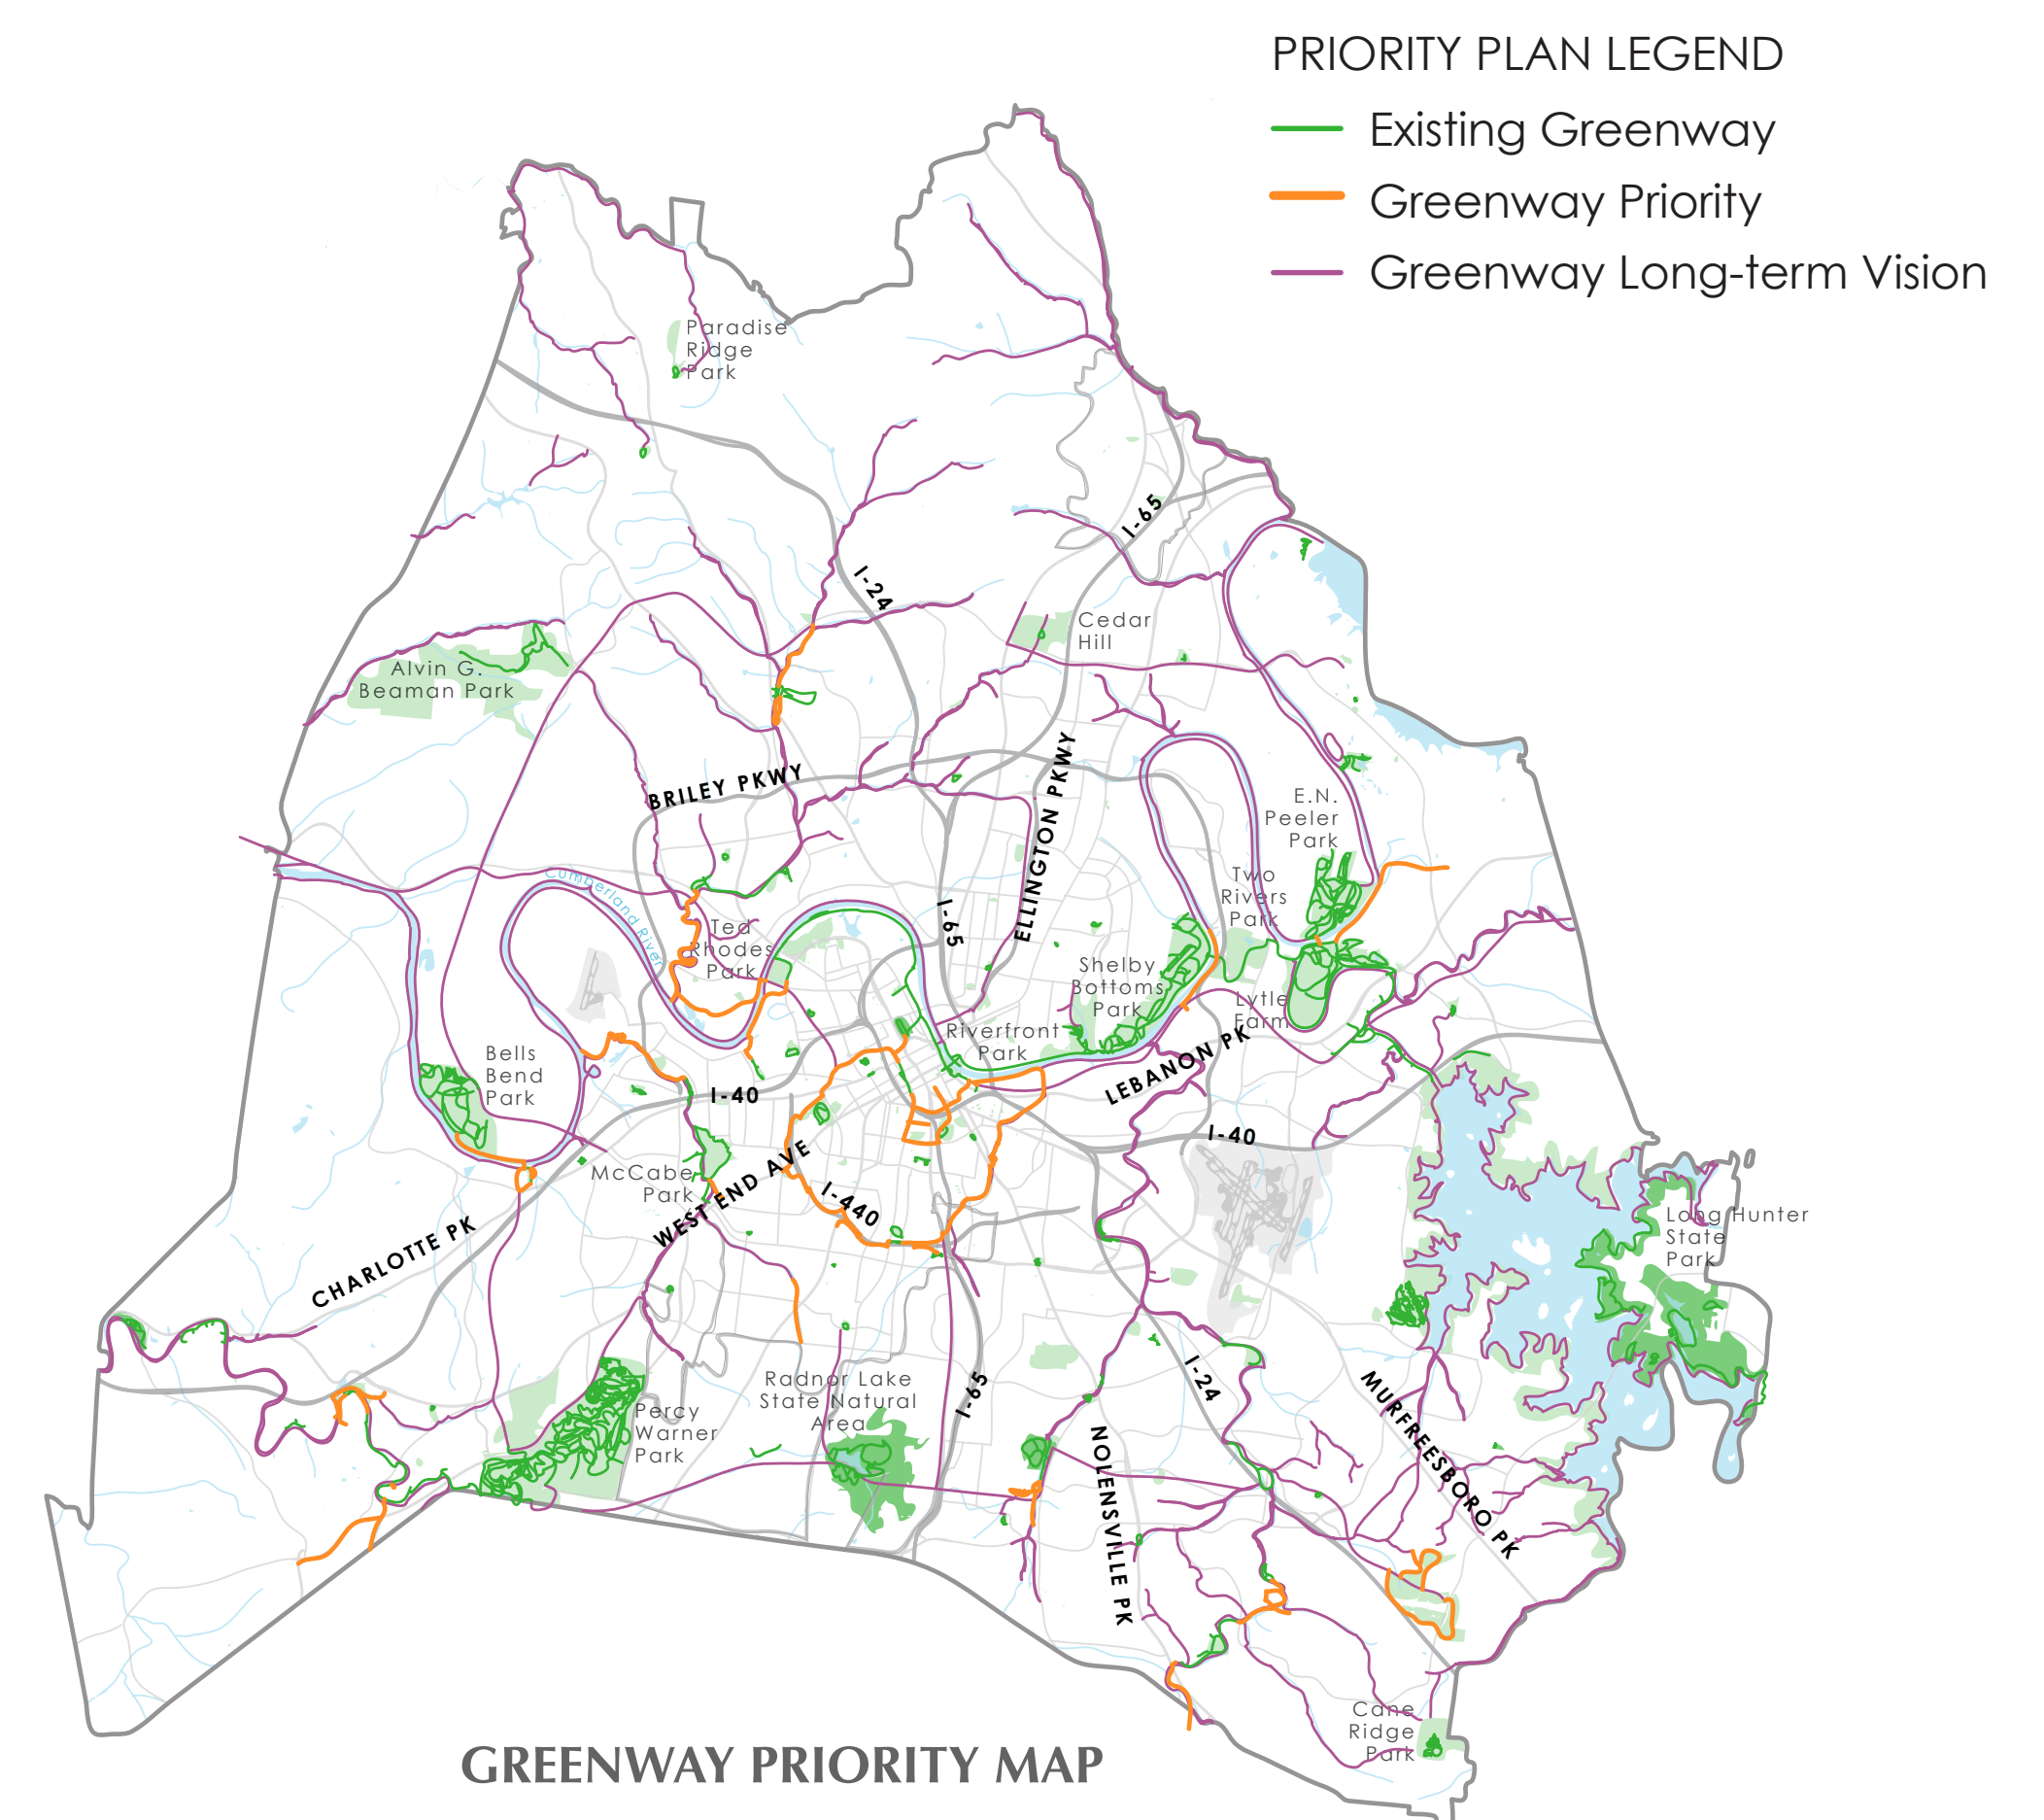 PRIORITY PLAN LEGEND
Existing Greenway
Greenway Priority
Greenway Long-term Vision
Paradise
Ridge
Park
I-65
I-24
Cedar
Hill
Alvin G.
Beaman Park
BRILEY PKWY
ELLINGTON PKWY
E.N.
Peeler
Park
Two
Rivers
Park
Cumberland River
I-65
Ted
Rhodes
Park
Shelby
Bottoms
Park
Lytle
Farm
Riverfront
Park
Bells
Bend
Park
LEBANON PK
I-40
I-40
McCabe
Park
WEST END AVE
I-440
Long Hunter
State
Park
CHARLOTTE PK
Radnor Lake
State Natural
Area
I-65
I-24
MURFREESBORO PK
Percy
Warner
Park
NOLENSVILLE PK
Cane
Ridge
Park
GREENWAY PRIORITY MAP